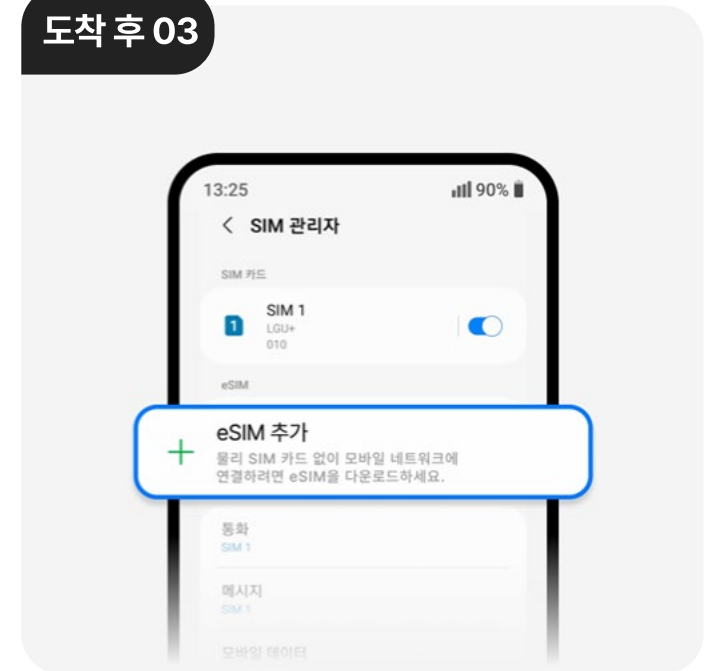 도착 후 03
13:25
90%
SIM 관리자
SIM 카드
SIM 1
1
LGU+
010
eSIM
eSIM 추가
물리 SIM 카드 없이 모바일 네트워크에
연결하려면 eSIM을 다운로드하세요.
통화
SIM 1
메시지
SIM 1
모바일 데이터